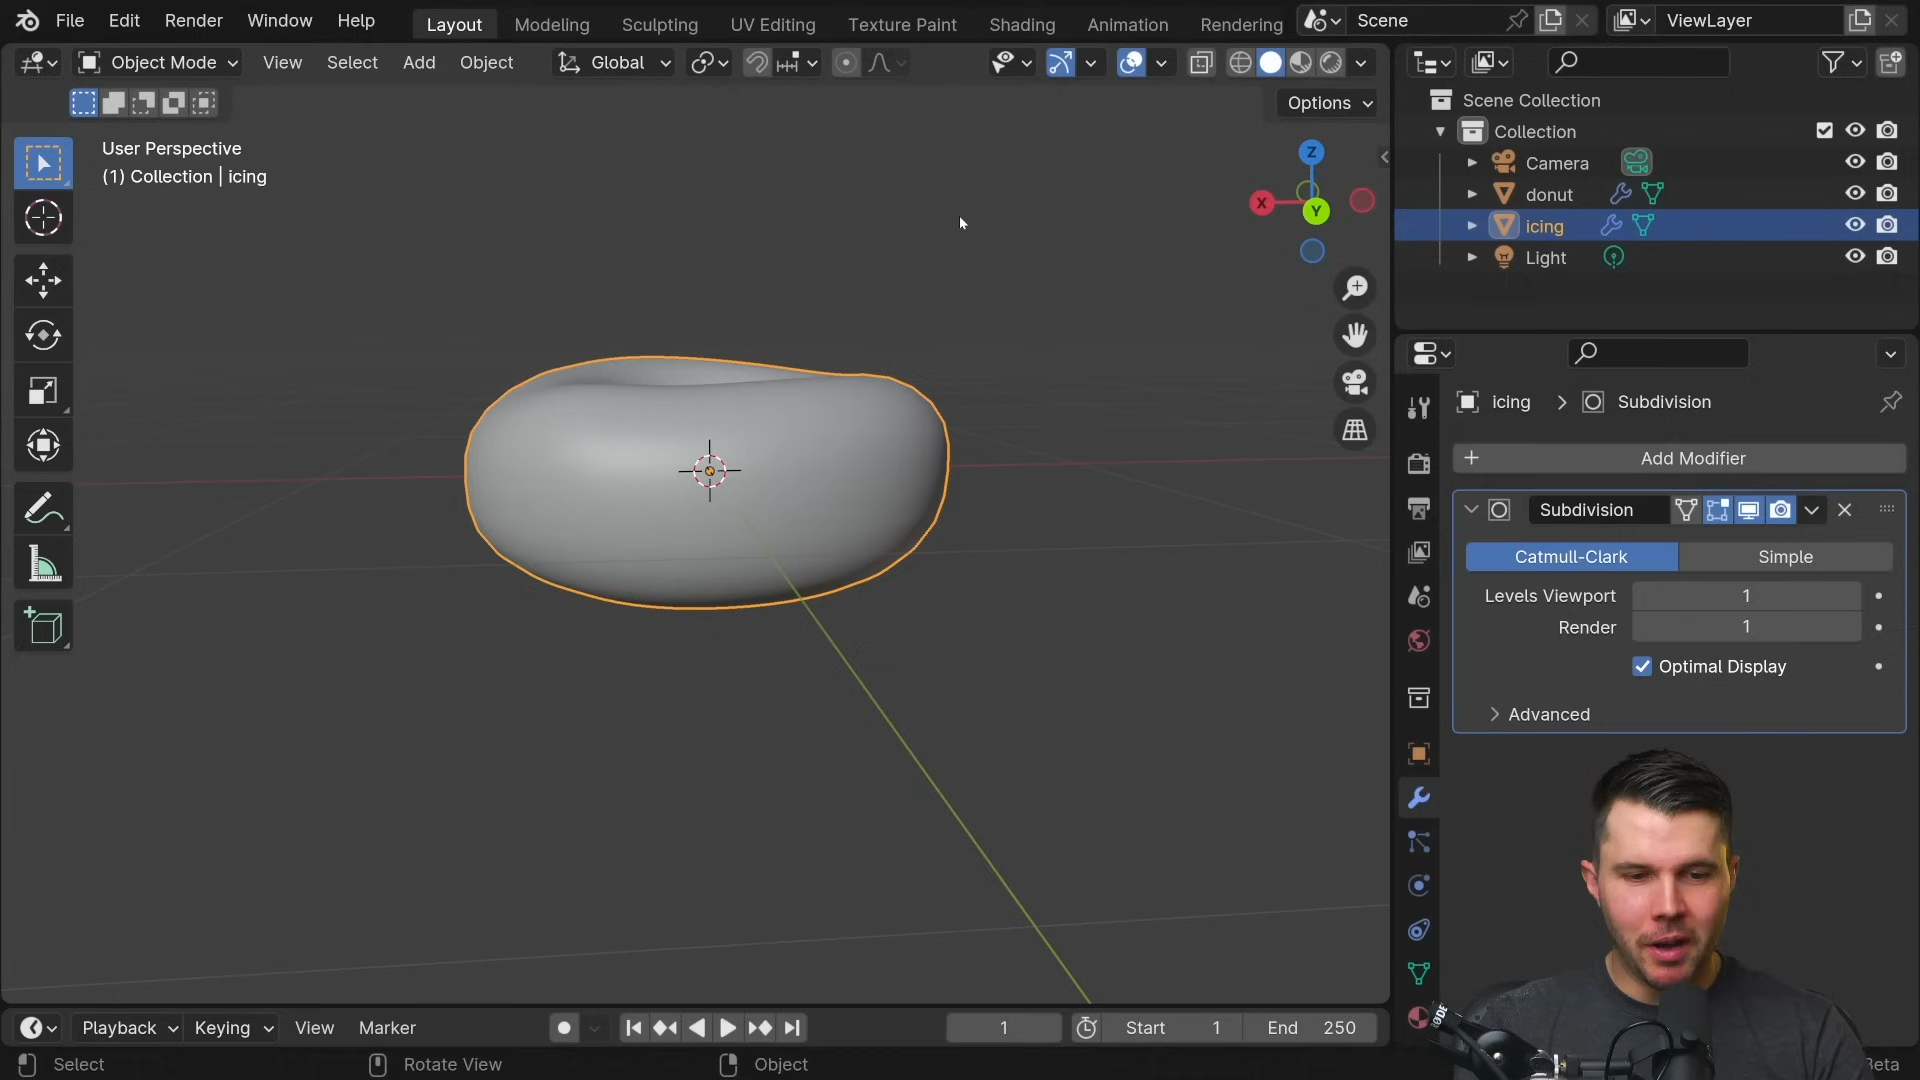 File Edit Render Window Help Layout Modeling Sculpting UV Editing Texture Paint Shading Animation Rendering Scene ViewLayer
Object Mode View Select Add Object Global
Options
User Perspective
(1) Collection | icing
Z
X
Y
Scene Collection
Collection
Camera
donut
icing
Light
icing > Subdivision
+ Add Modifier
Subdivision
Catmull-Clark Simple
Levels Viewport 1
Render 1
Optimal Display
Advanced
RODE
Playback Keying View Marker 1 Start 1 End 250
Select Rotate View Object Beta